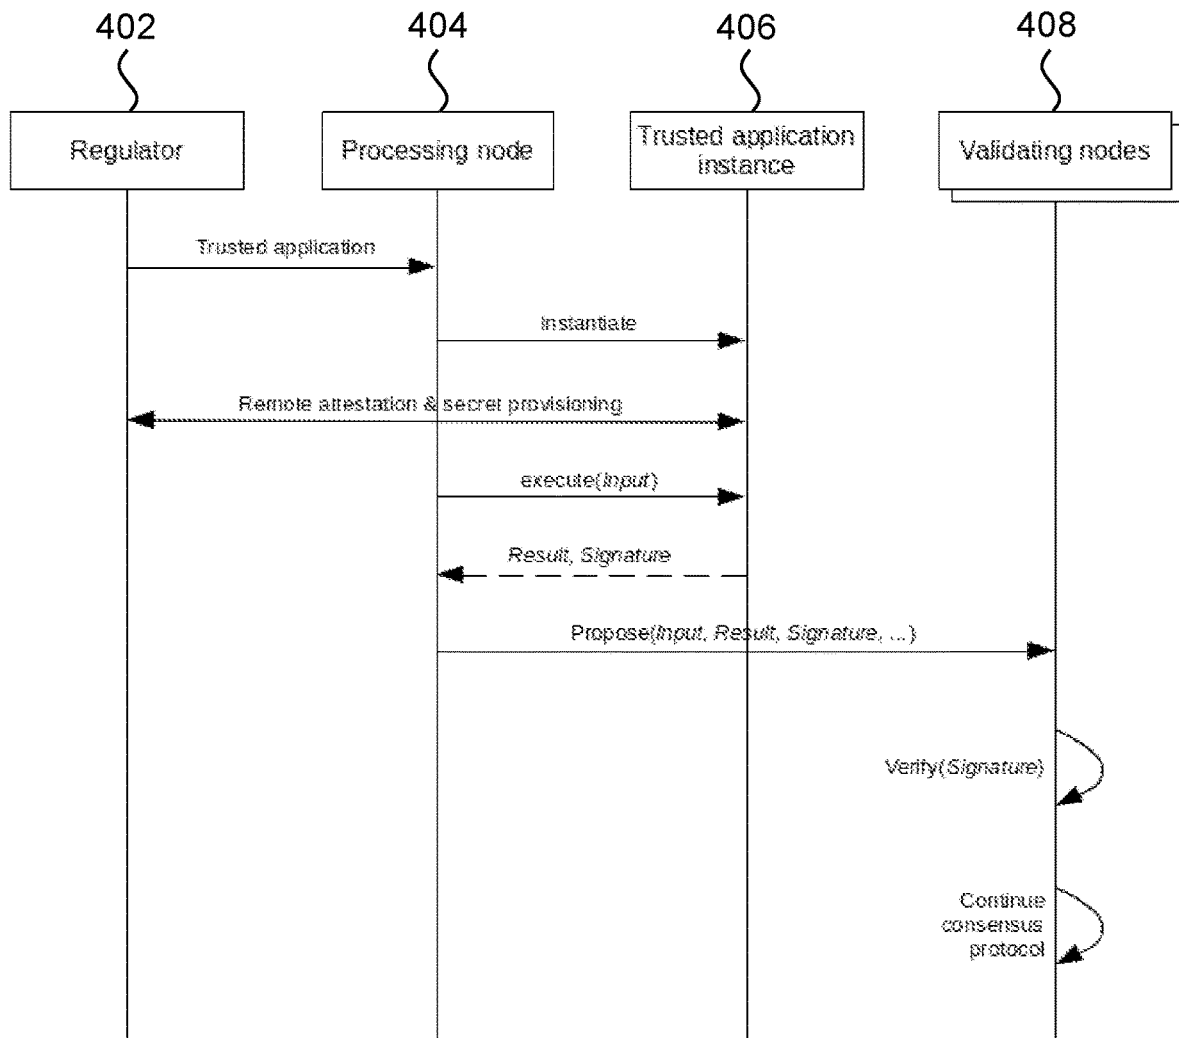 402
404
406
408
Regulator
Processing node
Trusted application
instance
Validating nodes
Trusted application
Instantiate
Remote attestation & secret provisioning
execute(Input)
Result, Signature
Propose(Input, Result, Signature, ...)
Verify(Signature)
Continue
consensus
protocol